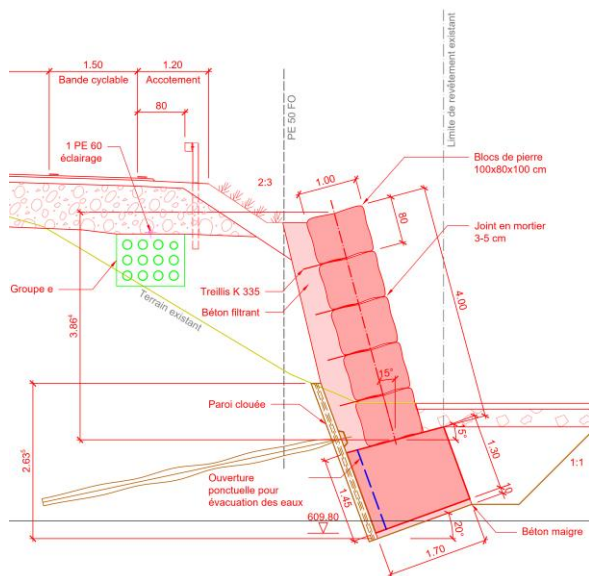 1.50
1.20
Bande cyclable
Accotement
80
1 PE 60
éclairage
PE 50 FO
Limite de revêtement existant
2:3
1.00
Blocs de pierre
100x80x100 cm
80
Joint en mortier
3-5 cm
Treillis K 335
Béton filtrant
Groupe e
Terrain existant
3.86⁵
4.00
15°
Paroi clouée
15°
2.63⁵
1.30
1:1
Ouverture
ponctuelle pour
évacuation des eaux
1.45
10
609.80
20°
Béton maigre
1.70